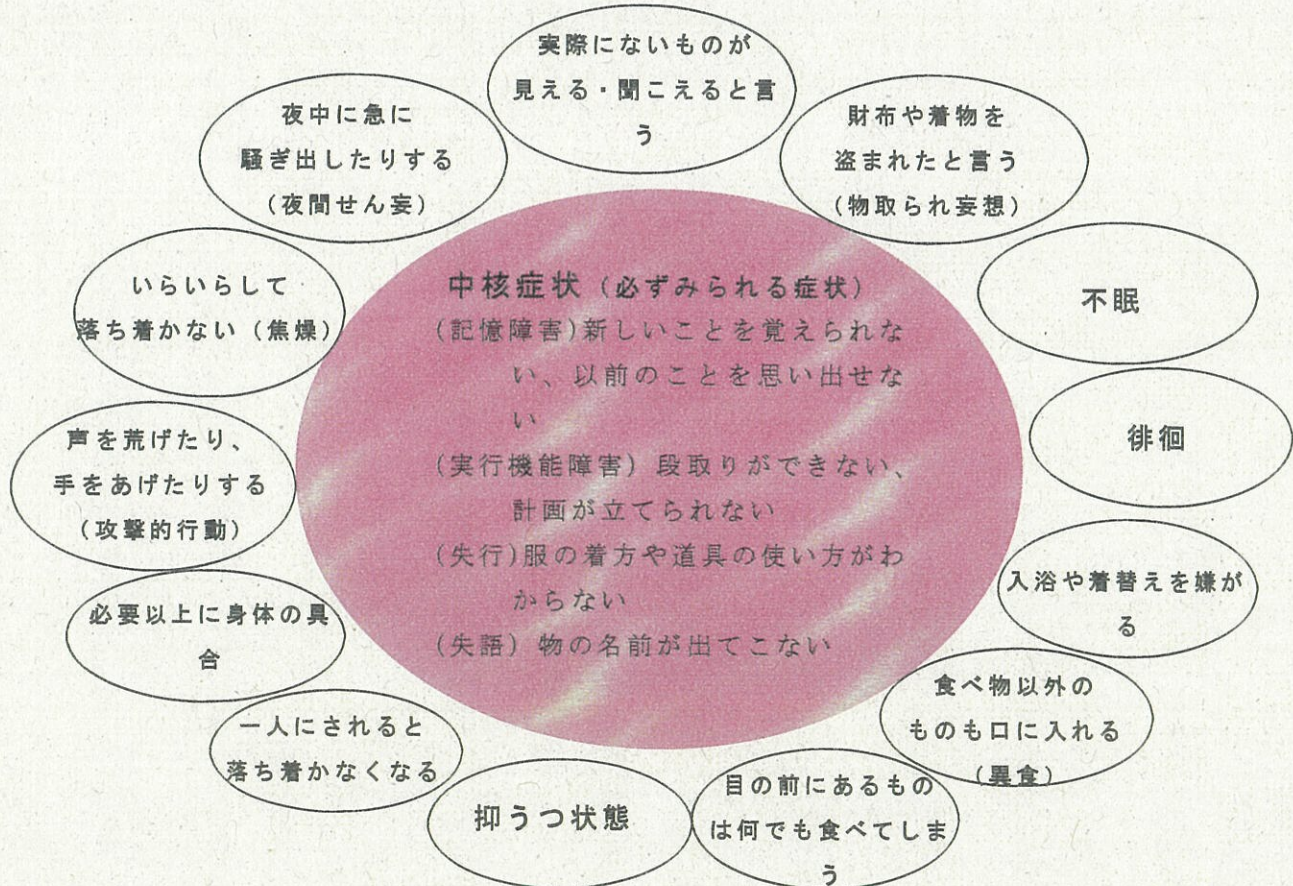 実際にないものが
見える・聞こえると言
う
財布や着物を
盗まれたと言う
(物取られ妄想)
不眠
徘徊
入浴や着替えを嫌が
る
食べ物以外の
ものも口に入れる
(異食)
目の前にあるもの
は何でも食べてしま
う
抑うつ状態
一人にされると
落ち着かなくなる
必要以上に身体の具
合
声を荒げたり、
手をあげたりする
(攻撃的行動)
いらいらして
落ち着かない(焦燥)
夜中に急に
騒ぎ出したりする
(夜間せん妄)
中核症状(必ずみられる症状)
(記憶障害)新しいことを覚えられな
い、以前のことを思い出せな
い
(実行機能障害)段取りができない、
計画が立てられない
(失行)服の着方や道具の使い方がわ
からない
(失語)物の名前が出てこない